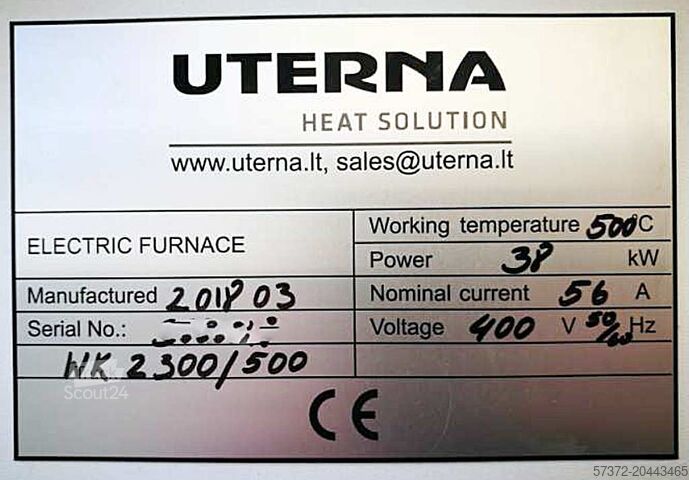 UTERNA
HEAT SOLUTION
www.uterna.lt, sales@uterna.lt
ELECTRIC FURNACE
Working temperature 500°C
Power 38 kW
Manufactured 2018 03
Nominal current 56 A
Serial No.:
Voltage 400 V 50/60 Hz
WK 2300/500
Scout24
CE
57372-20443465